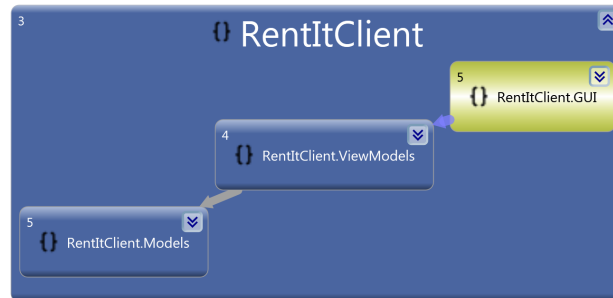 3
{} RentItClient
5
{} RentItClient.GUI
4
{} RentItClient.ViewModels
5
{} RentItClient.Models